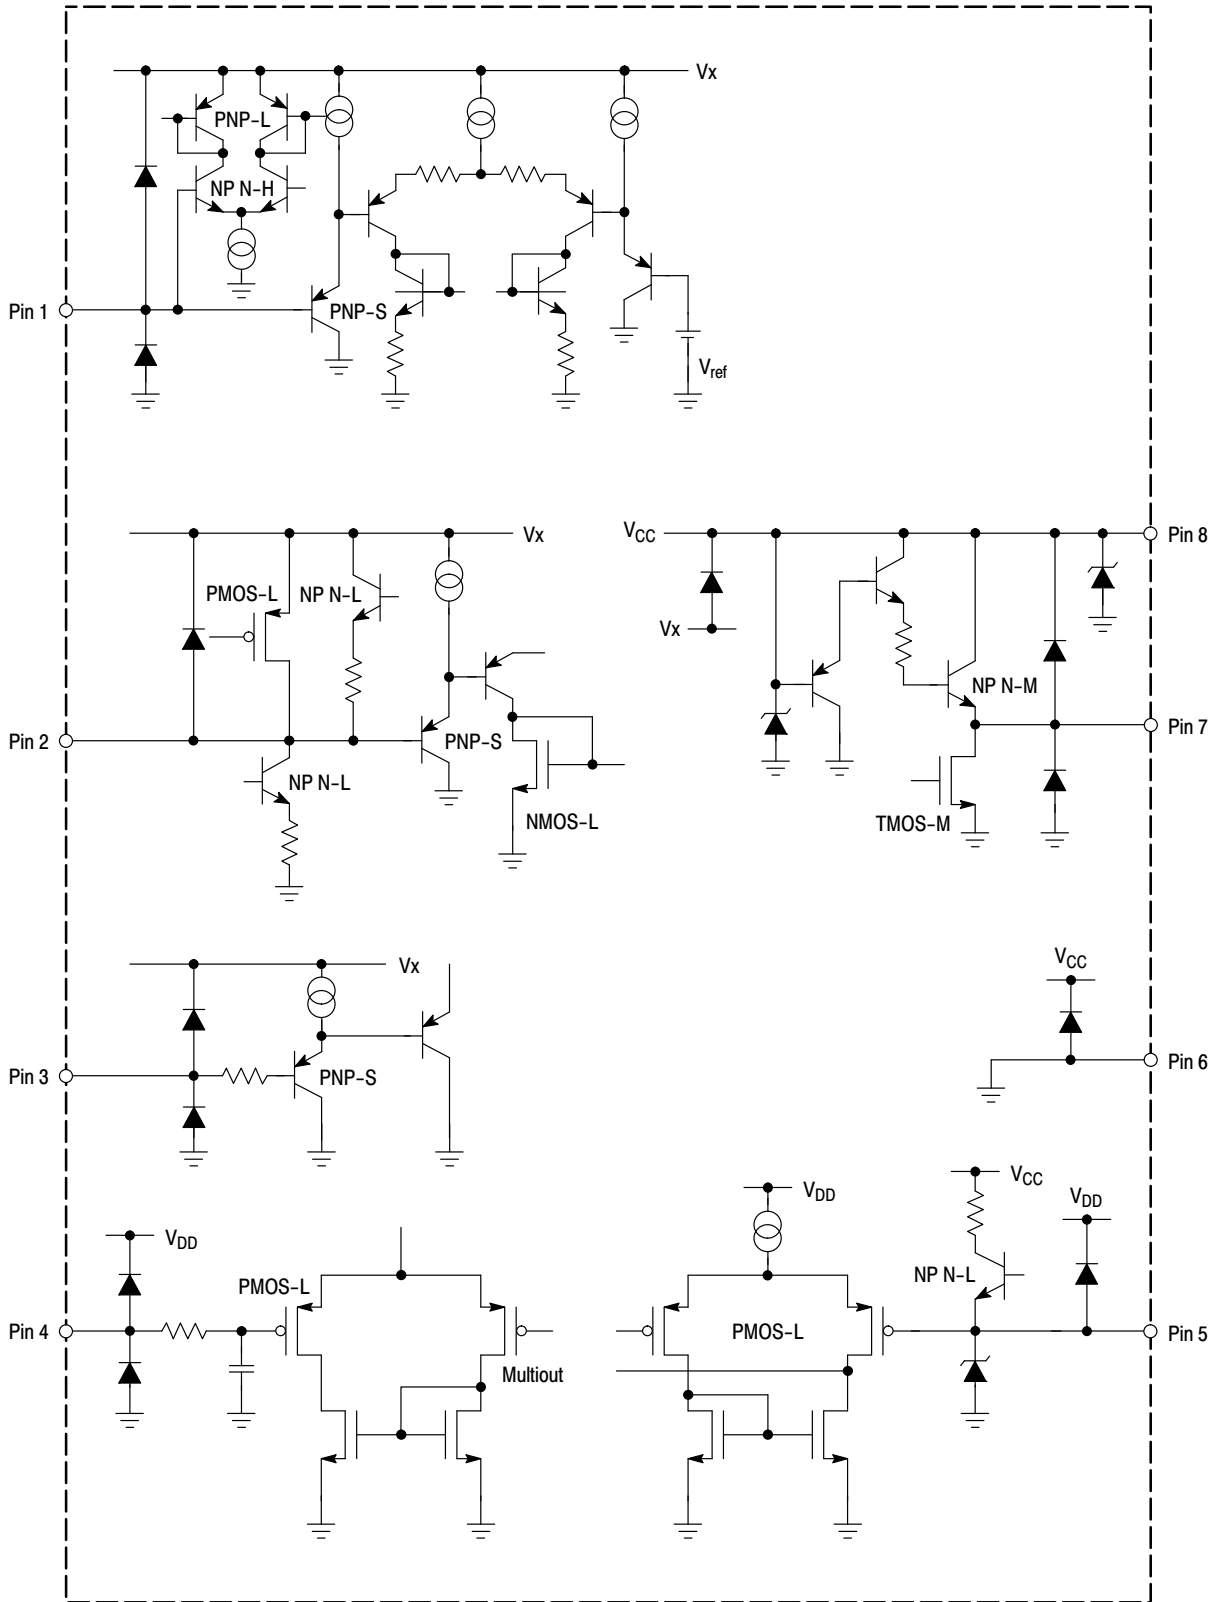 Vx
PNP-L
NP N-H
Pin 1
PNP-S
Vref
Vx
VCC
Pin 8
PMOS-L
NP N-L
Vx
NP N-M
Pin 2
PNP-S
Pin 7
NP N-L
NMOS-L
TMOS-M
Vx
VCC
Pin 3
PNP-S
Pin 6
VDD
VCC
VDD
VDD
PMOS-L
NP N-L
Pin 4
PMOS-L
Pin 5
Multiout